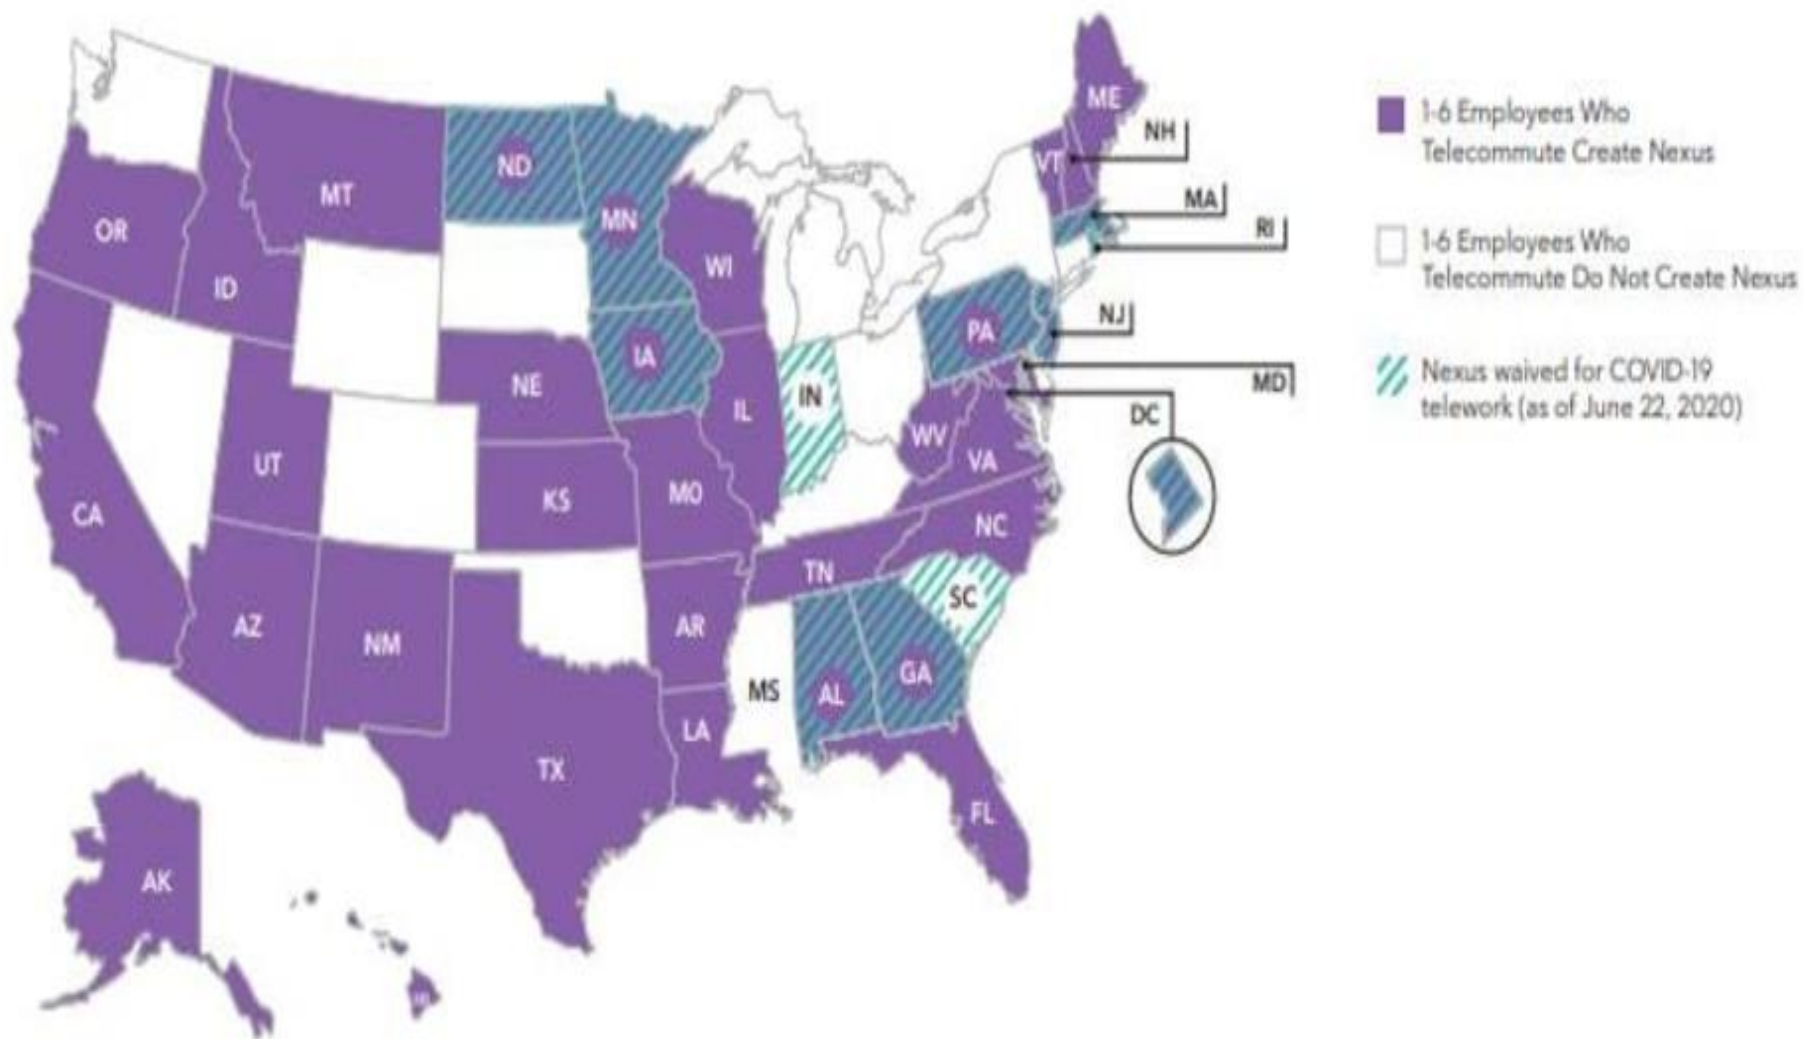 ME
NH
VT
MA
RI
ND
MT
MN
OR
WI
ID
NJ
PA
IA
MD
NE
IN
IL
DC
WV
UT
VA
KS
MO
CA
NC
TN
SC
AZ
AR
NM
GA
MS
AL
LA
TX
FL
AK
HI
1-6 Employees Who
Telecommute Create Nexus
1-6 Employees Who
Telecommute Do Not Create Nexus
Nexus waived for COVID-19
telework (as of June 22, 2020)